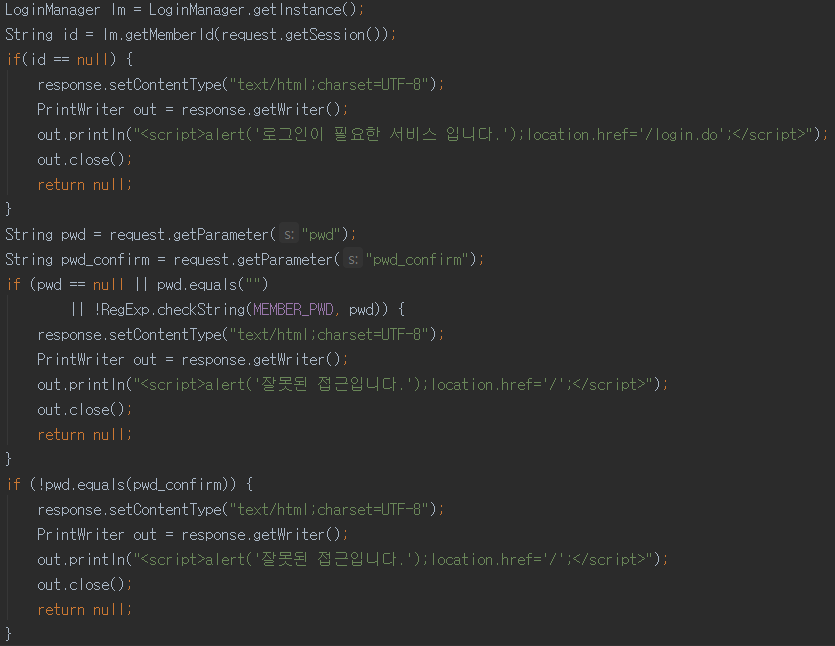 LoginManager lm = LoginManager.getInstance();
String id = lm.getMemberId(request.getSession());
if(id == null) {
    response.setContentType("text/html;charset=UTF-8");
    PrintWriter out = response.getWriter();
    out.println("<script>alert('로그인이 필요한 서비스 입니다.');location.href='/login.do';</script>");
    out.close();
    return null;
}
String pwd = request.getParameter( s: "pwd");
String pwd_confirm = request.getParameter( s: "pwd_confirm");
if (pwd == null || pwd.equals("")
        || !RegExp.checkString(MEMBER_PWD, pwd)) {
    response.setContentType("text/html;charset=UTF-8");
    PrintWriter out = response.getWriter();
    out.println("<script>alert('잘못된 접근입니다.');location.href='/';</script>");
    out.close();
    return null;
}
if (!pwd.equals(pwd_confirm)) {
    response.setContentType("text/html;charset=UTF-8");
    PrintWriter out = response.getWriter();
    out.println("<script>alert('잘못된 접근입니다.');location.href='/';</script>");
    out.close();
    return null;
}